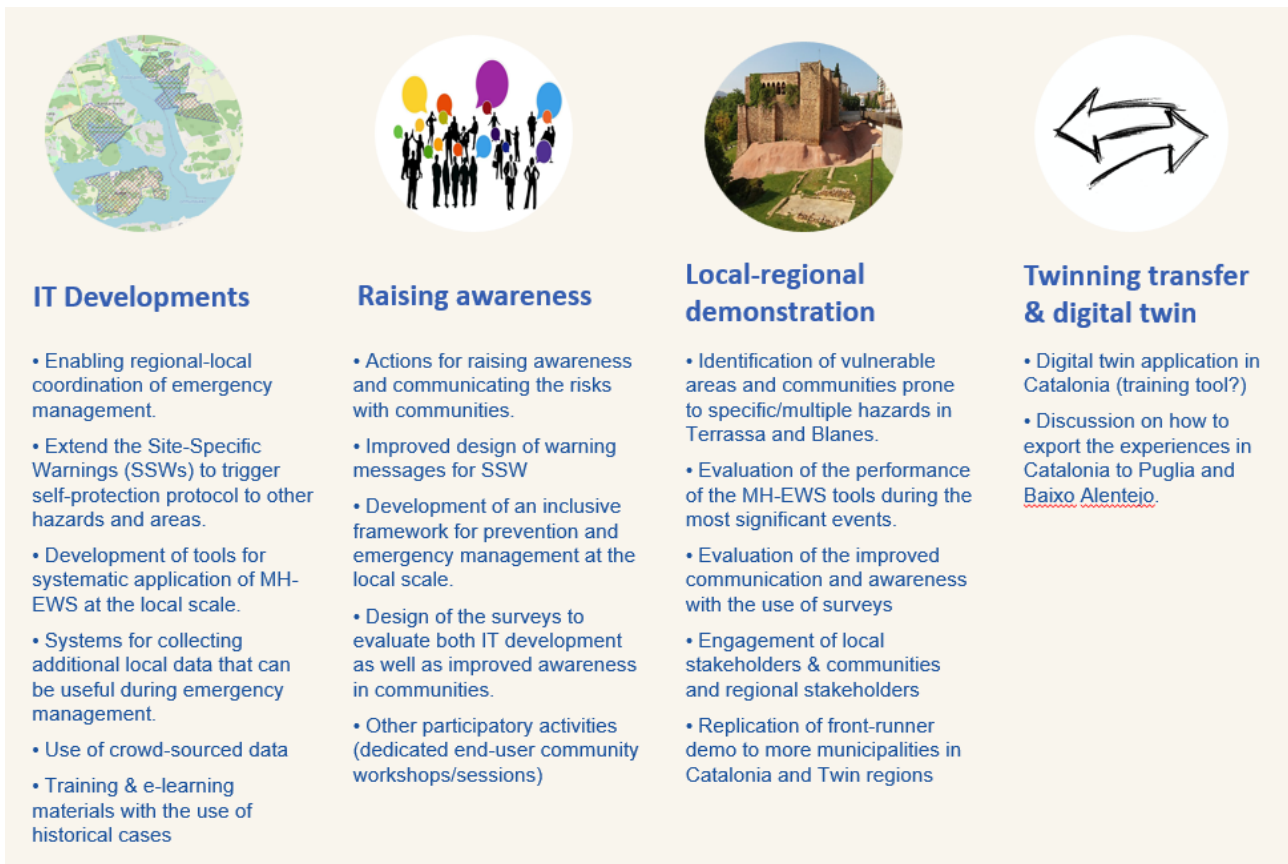 IT Developments
• Enabling regional-local
coordination of emergency
management.
• Extend the Site-Specific
Warnings (SSWs) to trigger
self-protection protocol to other
hazards and areas.
• Development of tools for
systematic application of MH-
EWS at the local scale.
• Systems for collecting
additional local data that can
be useful during emergency
management.
• Use of crowd-sourced data
• Training & e-learning
materials with the use of
historical cases
Raising awareness
• Actions for raising awareness
and communicating the risks
with communities.
• Improved design of warning
messages for SSW
• Development of an inclusive
framework for prevention and
emergency management at the
local scale.
• Design of the surveys to
evaluate both IT development
as well as improved awareness
in communities.
• Other participatory activities
(dedicated end-user community
workshops/sessions)
Local-regional
demonstration
• Identification of vulnerable
areas and communities prone
to specific/multiple hazards in
Terrassa and Blanes.
• Evaluation of the performance
of the MH-EWS tools during the
most significant events.
• Evaluation of the improved
communication and awareness
with the use of surveys
• Engagement of local
stakeholders & communities
and regional stakeholders
• Replication of front-runner
demo to more municipalities in
Catalonia and Twin regions
Twinning transfer
& digital twin
• Digital twin application in
Catalonia (training tool?)
• Discussion on how to
export the experiences in
Catalonia to Puglia and
Baixo Alentejo.